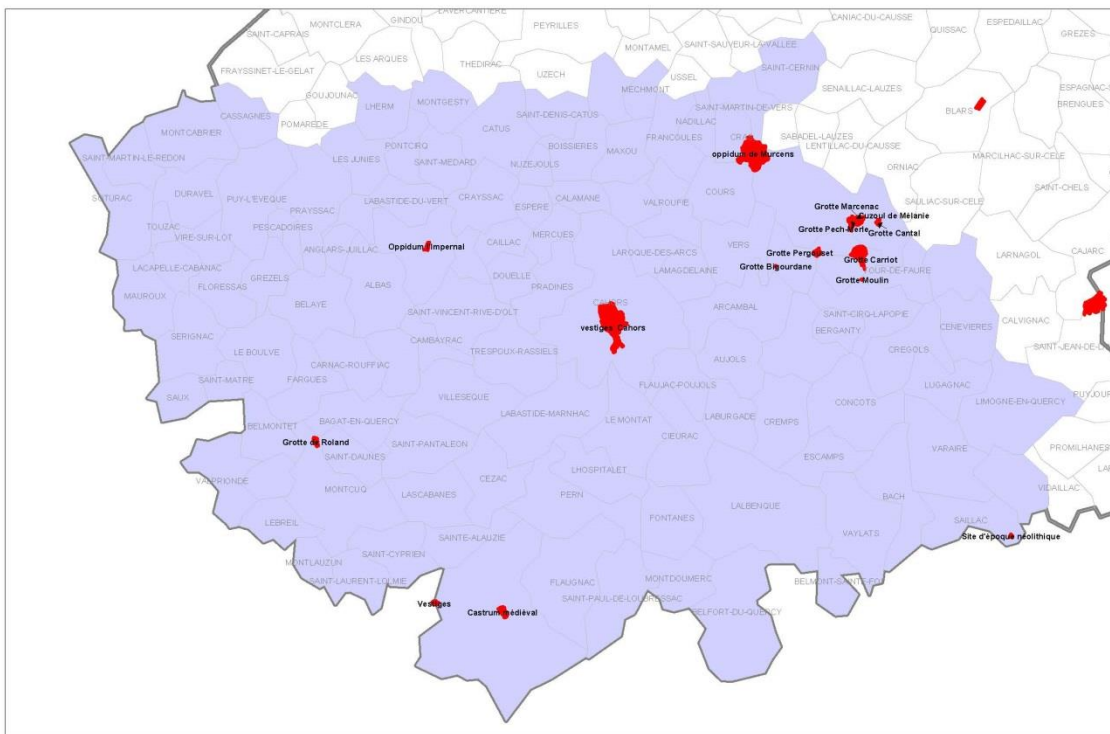 MONTCLERA
GINDOU
LAVERCANTIERE
PEYRILLES
CANIAC-DU-CAUSSE
ESPEDAILLAC
SAINT-CAPRAIS
QUISSAC
GREZES
LES ARQUES
THEDIRAC
MONTAMEL
SAINT-SAUVEUR-LA-VALLEE
FRAYSSINET-LE-GELAT
UZECH
USSEL
SAINT-CERNIN
GOUJOUNAC
MECHMONT
SENAILLAC-LAUZES
LHERM
MONTGESTY
SAINT-MARTIN-DE-VERS
BLARS
BRENGUES
CASSAGNES
POMAREDE
SAINT-DENIS-CATUS
NADILLAC
MONTCABRIER
CATUS
FRANCOULES
CRAS
SABADEL-LAUZES
PONTCIRQ
BOISSIERES
MAXOU
LENTILLAC-DU-CAUSSE
SAINT-MARTIN-LE-REDON
LES JUNIES
SAINT-MEDARD
NUZEJOULS
oppidum de Murcens
MARCILHAC-SUR-CELE
DURAVEL
ORNIAC
SAINT-CHELS
SOTURAC
PUY-L'EVEQUE
LABASTIDE-DU-VERT
CRAYSSAC
CALAMANE
COURS
SAULIAC-SUR-CELE
PRAYSSAC
ESPERE
VALROUFIE
Grotte Marcenac
Cuzoul de Mélanie
TOUZAC
PESCADOIRES
Grotte Pech-Merle
Grotte Cantal
VIRE-SUR-LOT
MERCUES
ANGLARS-JUILLAC
Oppidum Impernal
CAILLAC
LAROQUE-DES-ARCS
VERS
Grotte Pergouset
Grotte Carriot
CAJARC
LARNAGOL
LACAPELLE-CABANAC
LAMAGDELAINE
Grotte Bigourdane
TOUR-DE-FAURE
GREZELS
DOUELLE
Grotte Moulin
FLORESSAS
ALBAS
PRADINES
MAUROUX
BELAYE
CAHORS
ARCAMBAL
SAINT-VINCENT-RIVE-D'OLT
SAINT-CIRQ-LAPOPIE
CALVIGNAC
vestiges Cahors
BERGANTY
CENEVIERES
SERIGNAC
CAMBAYRAC
LE BOULVE
TRESPOUX-RASSIELS
AUJOLS
CREGOLS
CARNAC-ROUFFIAC
SAINT-MATRE
FARGUES
FLAUJAC-POUJOLS
LUGAGNAC
SAUX
VILLESEQUE
CONCOTS
LIMOGNE-EN-QUERCY
LABASTIDE-MARNHAC
LE MONTAT
LABURGADE
CREMPS
BELMONTET
BAGAT-EN-QUERCY
CIEURAC
Grotte de Roland
SAINT-PANTALEON
VARAIRE
PROMILHANES
SAINT-DAUNES
ESCAMPS
LHOSPITALET
VALPRIONDE
MONTCUQ
CEZAC
LASCABANES
PERN
LALBENQUE
BACH
VIDAILLAC
FONTANES
SAILLAC
LEBREIL
SAINTE-ALAUZIE
VAYLATS
Site d'époque néolithique
SAINT-CYPRIEN
MONTLAUZUN
SAINT-LAURENT-LOLMIE
FLAUGNAC
MONTDOUMERC
SAINT-PAUL-DE-LOUBRESSAC
Vestiges
Castrum médiéval
BELFORT-DU-QUERCY